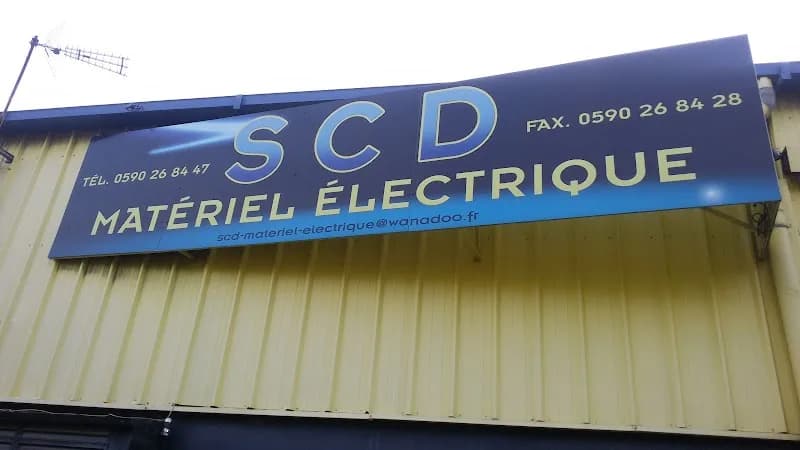 SCD
TÉL. 0590 26 84 47
FAX. 0590 26 84 28
MATÉRIEL ÉLECTRIQUE
scd-materiel-electrique@wanadoo.fr